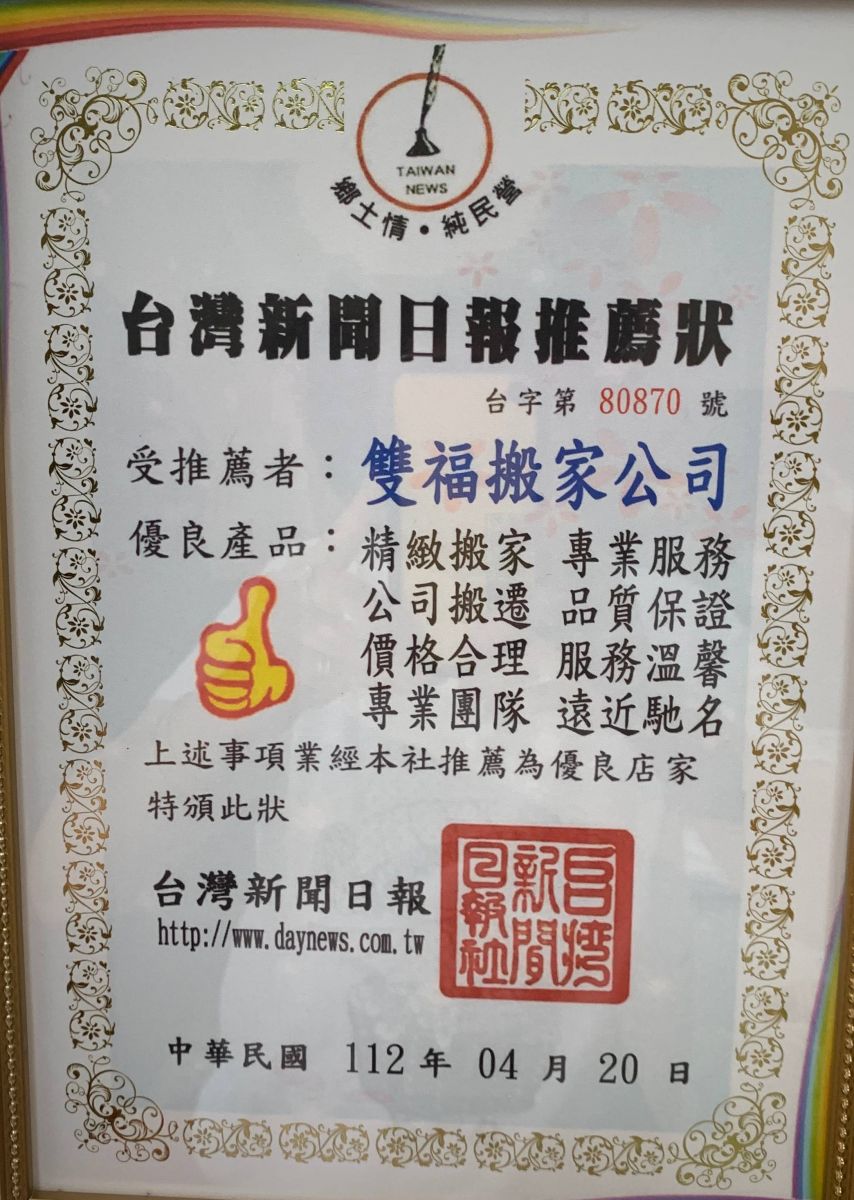 TAIWAN
NEWS
鄉土情・純民營
台灣新聞日報推薦狀
台字第 80870 號
受推薦者：雙福搬家公司
優良產品：精緻搬家 專業服務
公司搬遷 品質保證
價格合理 服務溫馨
專業團隊 遠近馳名
上述事項業經本社推薦為優良店家
特頒此狀
台灣新聞日報
http://www.daynews.com.tw
台灣新聞日報社
中華民國 112 年 04 月 20 日